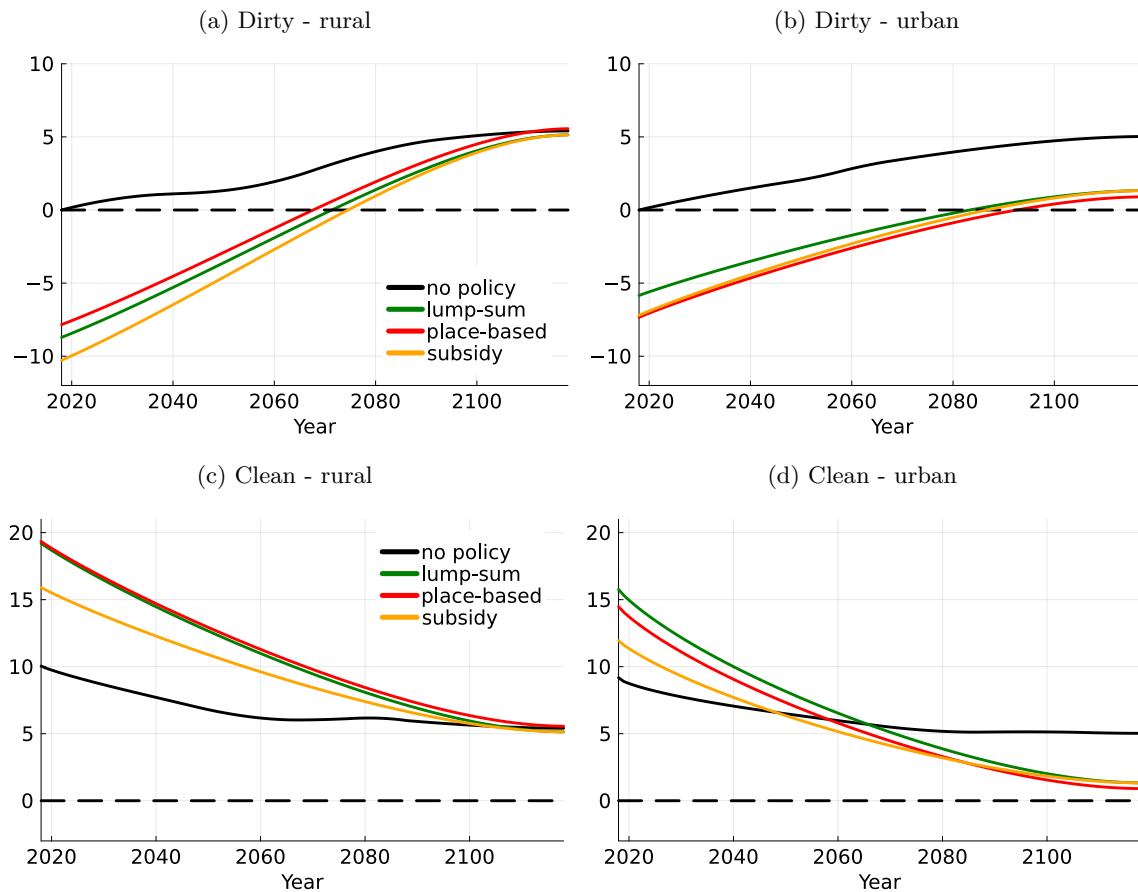 (a) Dirty - rural
10
5
0
−5
−10
no policy
lump-sum
place-based
subsidy
2020 2040 2060 2080 2100
Year
(b) Dirty - urban
10
5
0
−5
−10
2020 2040 2060 2080 2100
Year
(c) Clean - rural
20
15
10
5
0
no policy
lump-sum
place-based
subsidy
2020 2040 2060 2080 2100
Year
(d) Clean - urban
20
15
10
5
0
2020 2040 2060 2080 2100
Year